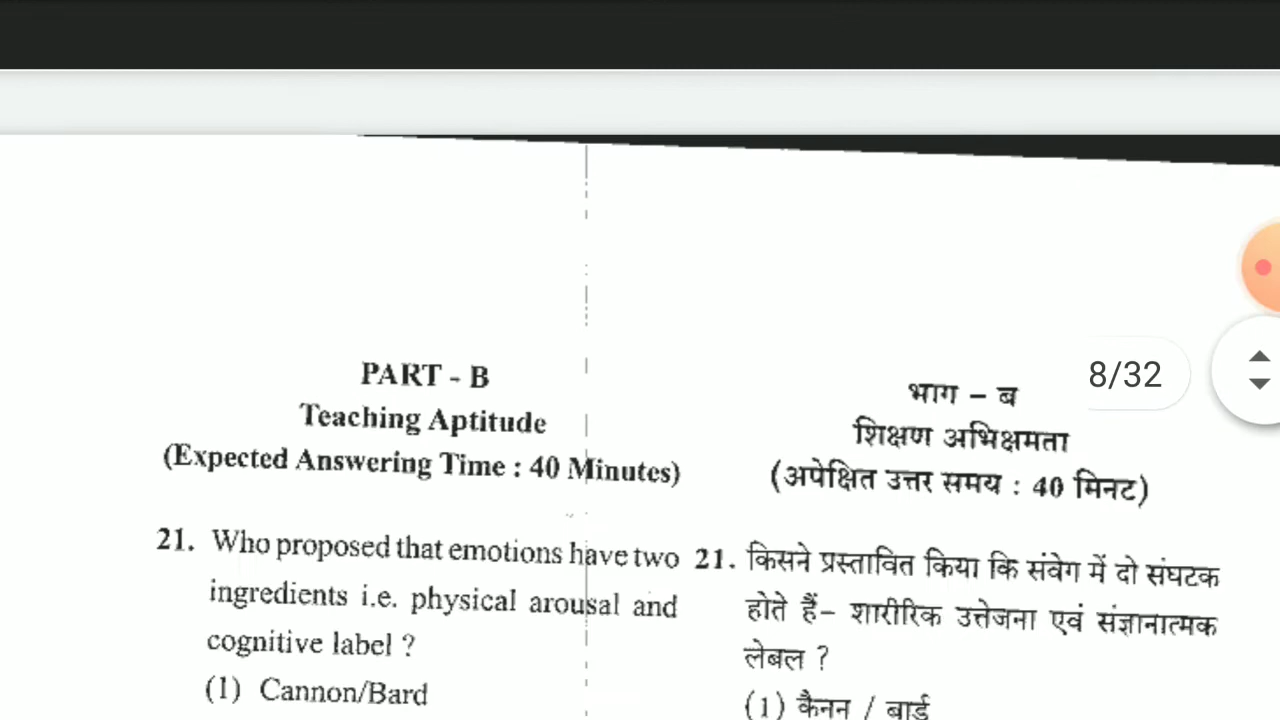 8/32
PART - B
Teaching Aptitude
(Expected Answering Time : 40 Minutes)
21. Who proposed that emotions have two
ingredients i.e. physical arousal and
cognitive label ?
(1) Cannon/Bard
भाग – ब
शिक्षण अभिक्षमता
(अपेक्षित उत्तर समय : 40 मिनट)
21. किसने प्रस्तावित किया कि संवेग में दो संघटक
होते हैं– शारीरिक उत्तेजना एवं संज्ञानात्मक
लेबल ?
(1) कैनन / बार्ड